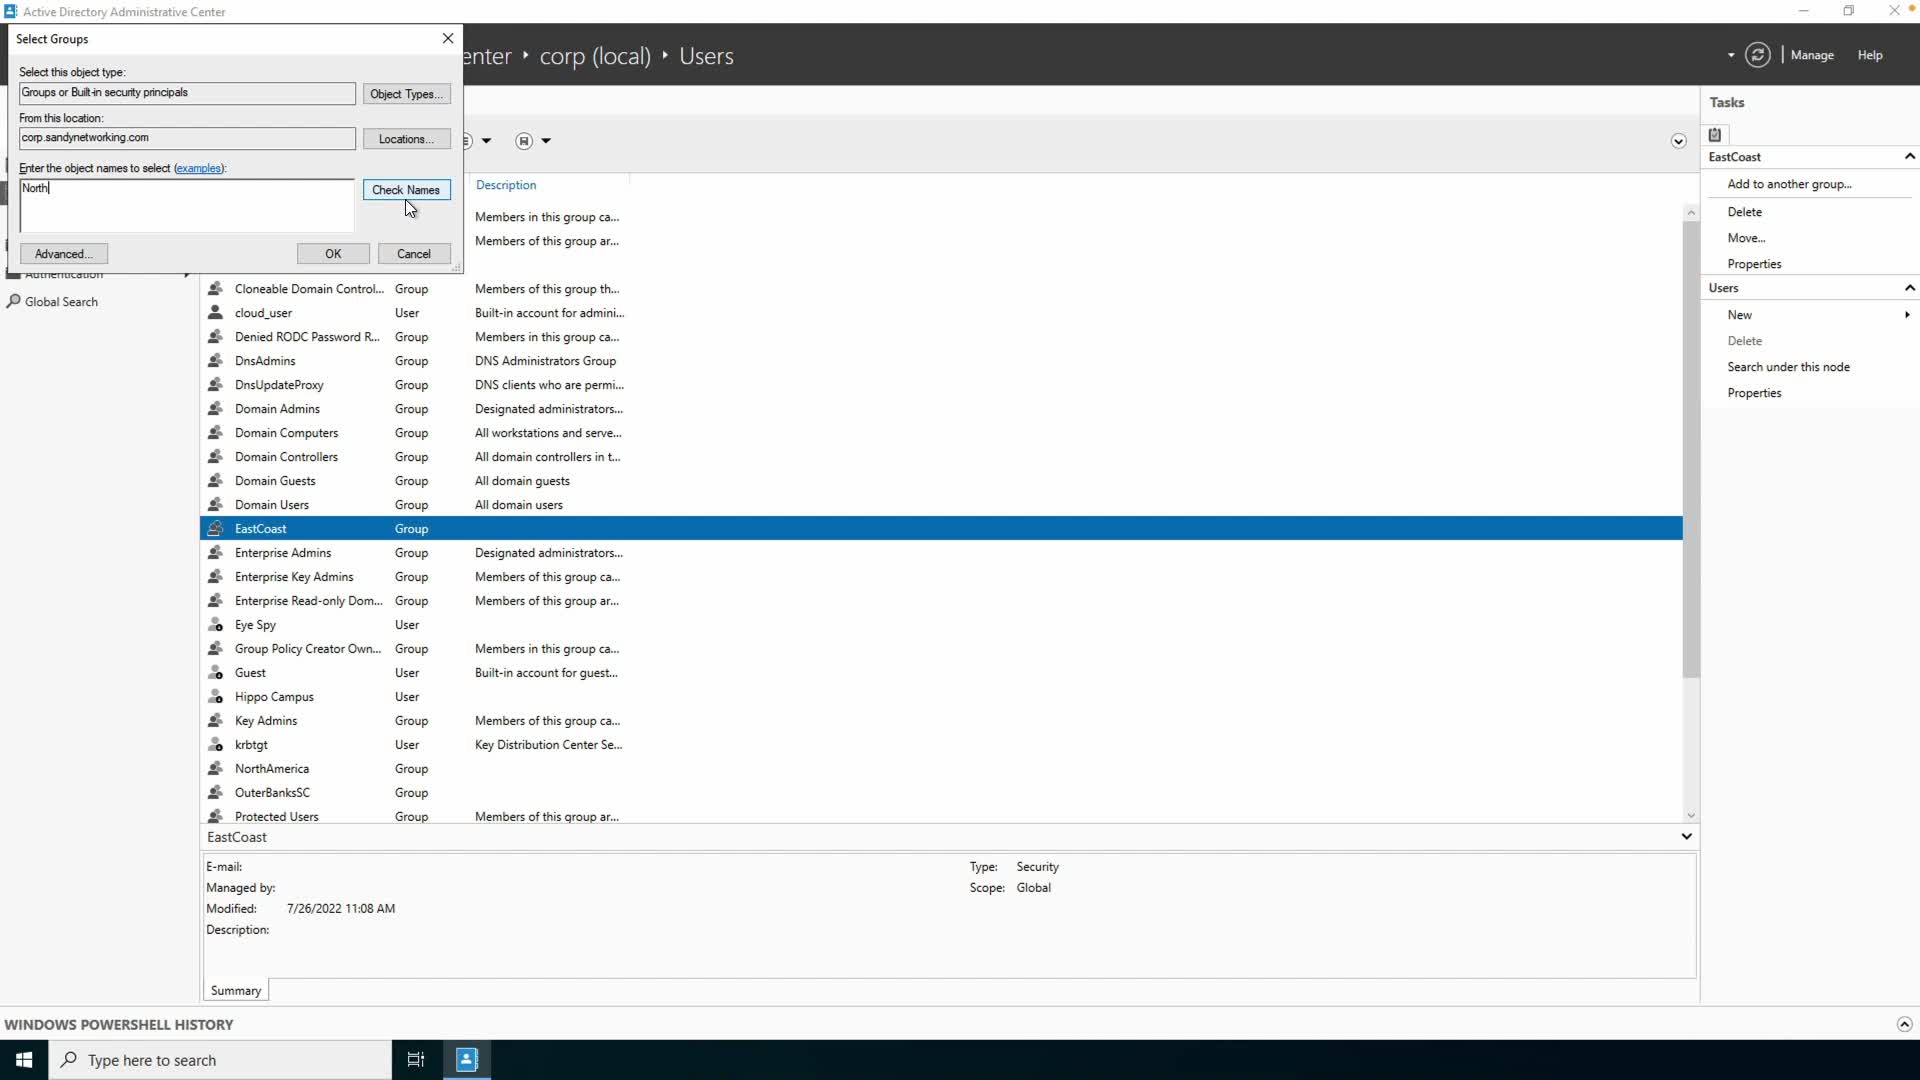 Active Directory Administrative Center
Select Groups
Select this object type:
Groups or Built-in security principals
Object Types...
From this location:
corp.sandynetworking.com
Locations...
Enter the object names to select (examples):
North
Check Names
Advanced...
OK
Cancel
enter
corp (local)
Users
Manage
Help
Authentication
Global Search
Description
Members in this group ca...
Members of this group ar...
Cloneable Domain Control... Group Members of this group th...
cloud_user User Built-in account for admini...
Denied RODC Password R... Group Members in this group ca...
DnsAdmins Group DNS Administrators Group
DnsUpdateProxy Group DNS clients who are permi...
Domain Admins Group Designated administrators...
Domain Computers Group All workstations and serve...
Domain Controllers Group All domain controllers in t...
Domain Guests Group All domain guests
Domain Users Group All domain users
EastCoast Group
Enterprise Admins Group Designated administrators...
Enterprise Key Admins Group Members of this group ca...
Enterprise Read-only Dom... Group Members of this group ar...
Eye Spy User
Group Policy Creator Own... Group Members in this group ca...
Guest User Built-in account for guest...
Hippo Campus User
Key Admins Group Members of this group ca...
krbtgt User Key Distribution Center Se...
NorthAmerica Group
OuterBanksSC Group
Protected Users Group Members of this group ar...
EastCoast
E-mail:
Managed by:
Modified: 7/26/2022 11:08 AM
Description:
Type: Security
Scope: Global
Summary
Tasks
EastCoast
Add to another group...
Delete
Move...
Properties
Users
New
Delete
Search under this node
Properties
WINDOWS POWERSHELL HISTORY
Type here to search